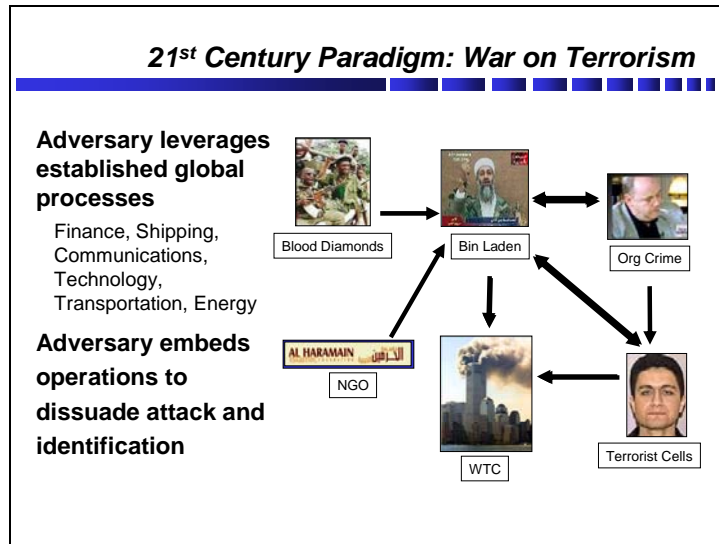 21st Century Paradigm: War on Terrorism
Adversary leverages
established global
processes
Finance, Shipping,
Communications,
Technology,
Transportation, Energy
Adversary embeds
operations to
dissuade attack and
identification
Blood Diamonds
Bin Laden
Org Crime
AL HARAMAIN
الحرمين
NGO
WTC
Terrorist Cells